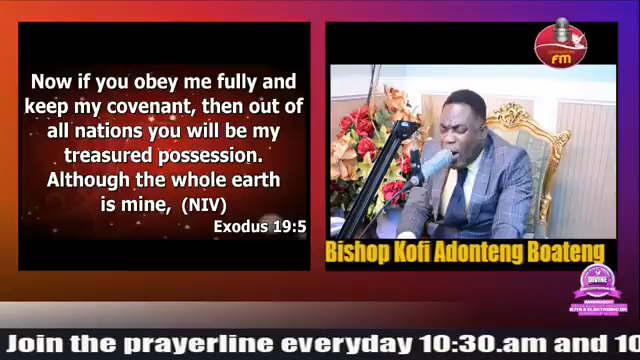 Now if you obey me fully and
keep my covenant, then out of
all nations you will be my
treasured possession.
Although the whole earth
is mine, (NIV)
Exodus 19:5
FM
Bishop Kofi Adonteng Boateng
DIVINE
Join the prayerline everyday 10:30.am and 10